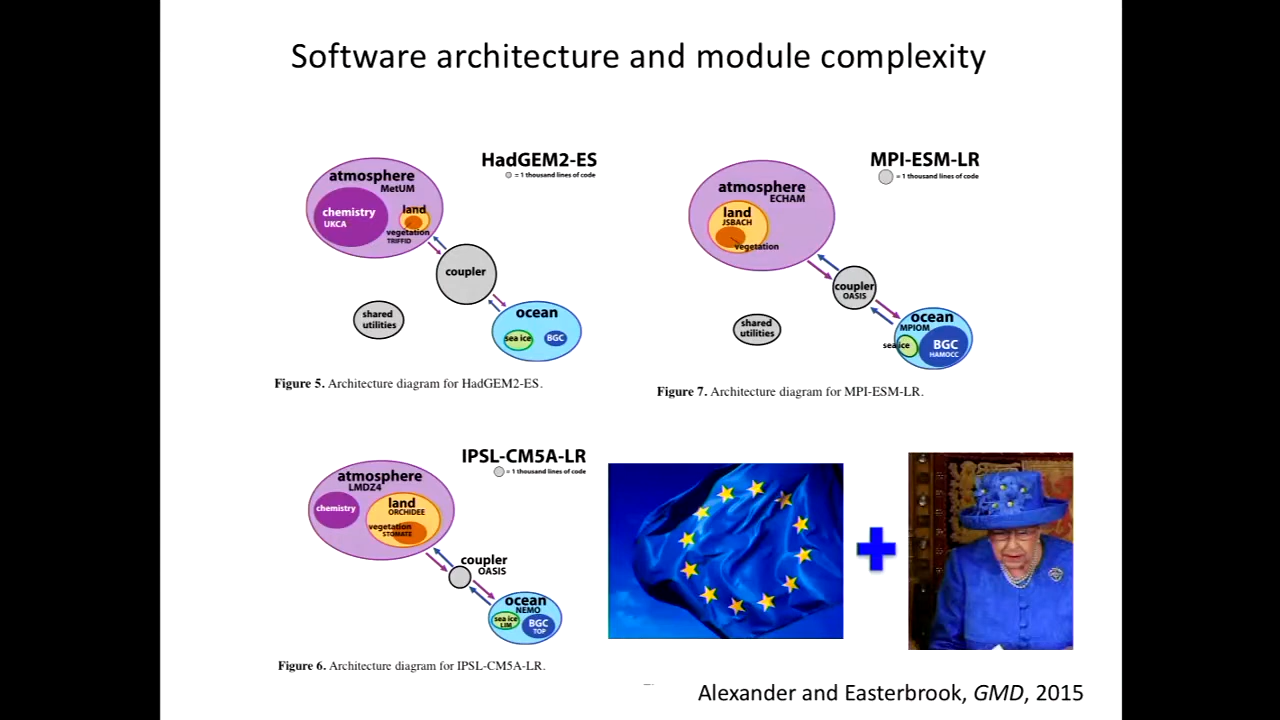 Software architecture and module complexity
HadGEM2-ES
= 1 thousand lines of code
atmosphere
MetUM
chemistry
UKCA
land
vegetation
TRIFFID
coupler
shared
utilities
ocean
sea ice
BGC
Figure 5. Architecture diagram for HadGEM2-ES.
MPI-ESM-LR
= 1 thousand lines of code
atmosphere
ECHAM
land
JSBACH
vegetation
coupler
OASIS
shared
utilities
ocean
MPIOM
sea ice
BGC
HAMOCC
Figure 7. Architecture diagram for MPI-ESM-LR.
IPSL-CM5A-LR
= 1 thousand lines of code
atmosphere
LMDZ4
chemistry
land
ORCHIDEE
vegetation
STOMATE
coupler
OASIS
ocean
NEMO
sea ice
LIM
BGC
TOP
Figure 6. Architecture diagram for IPSL-CM5A-LR.
Alexander and Easterbrook, GMD, 2015